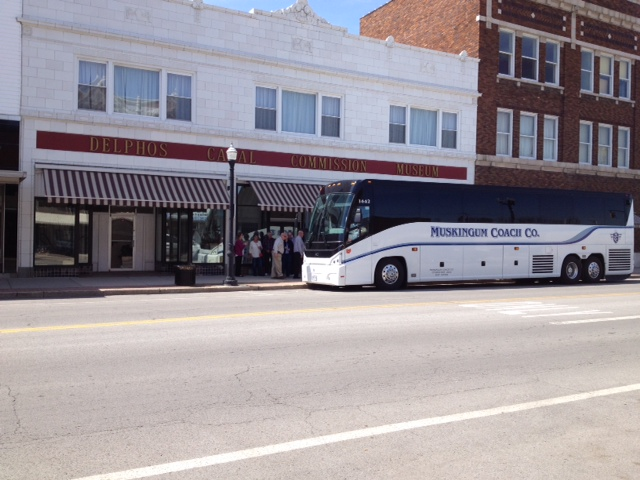 DELPHOS CANAL COMMISSION MUSEUM
MUSKINGUM COACH CO.